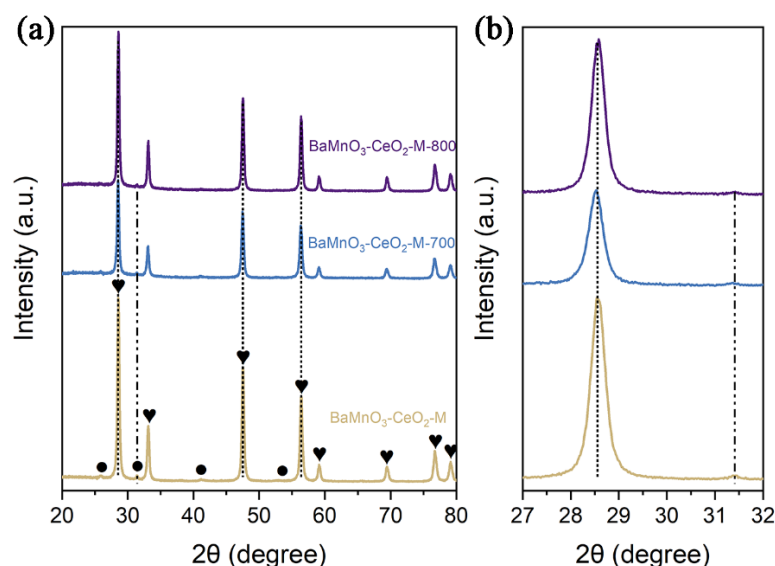 (a)
(b)
BaMnO₃-CeO₂-M-800
BaMnO₃-CeO₂-M-700
BaMnO₃-CeO₂-M
Intensity (a.u.)
20 30 40 50 60 70 80
2θ (degree)
Intensity (a.u.)
27 28 29 30 31 32
2θ (degree)